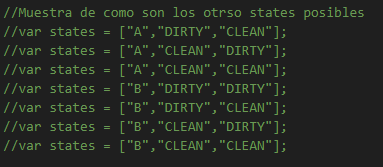 //Muestra de como son los otrso states posibles
//var states = ["A","DIRTY","CLEAN"];
//var states = ["A","CLEAN","DIRTY"];
//var states = ["A","CLEAN","CLEAN"];
//var states = ["B","DIRTY","DIRTY"];
//var states = ["B","DIRTY","CLEAN"];
//var states = ["B","CLEAN","DIRTY"];
//var states = ["B","CLEAN","CLEAN"];